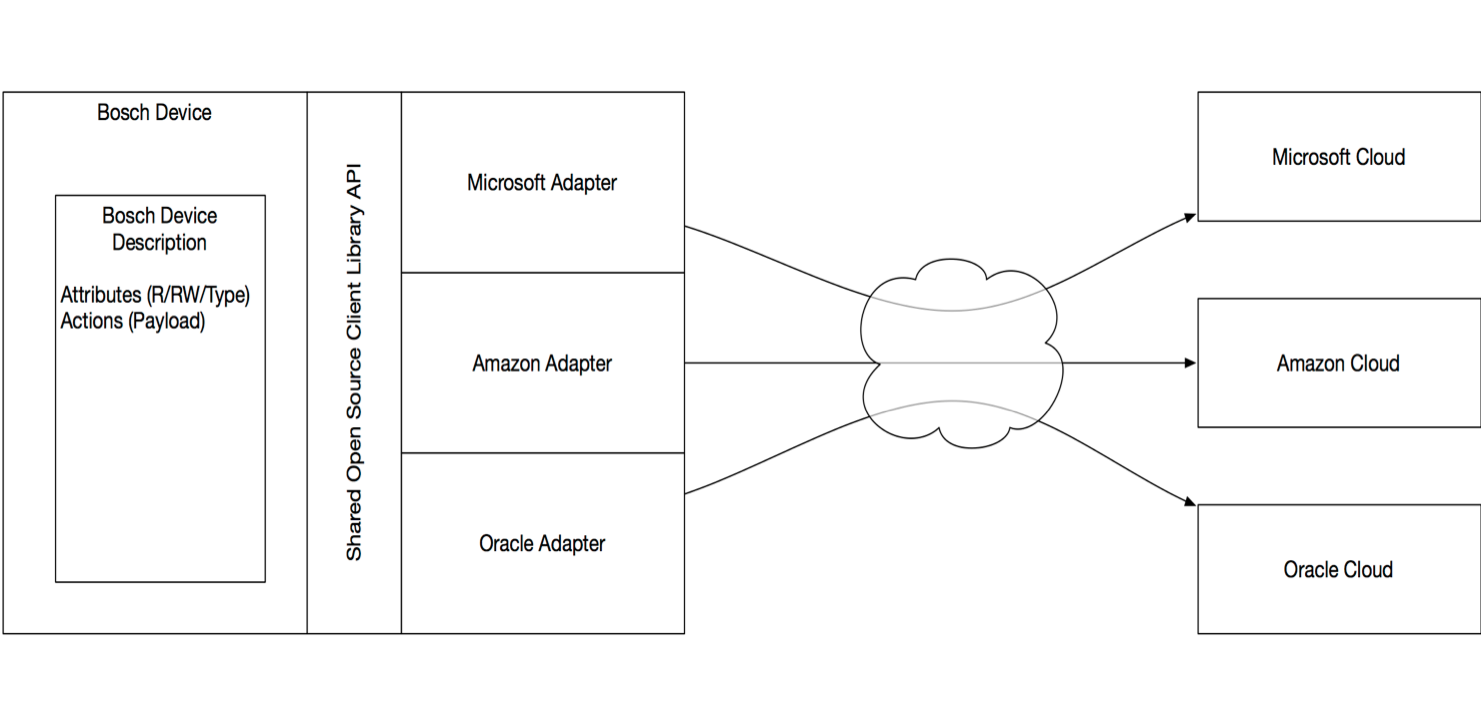 Bosch Device
Bosch Device
Description
Attributes (R/RW/Type)
Actions (Payload)
Shared Open Source Client Library API
Microsoft Adapter
Amazon Adapter
Oracle Adapter
Microsoft Cloud
Amazon Cloud
Oracle Cloud